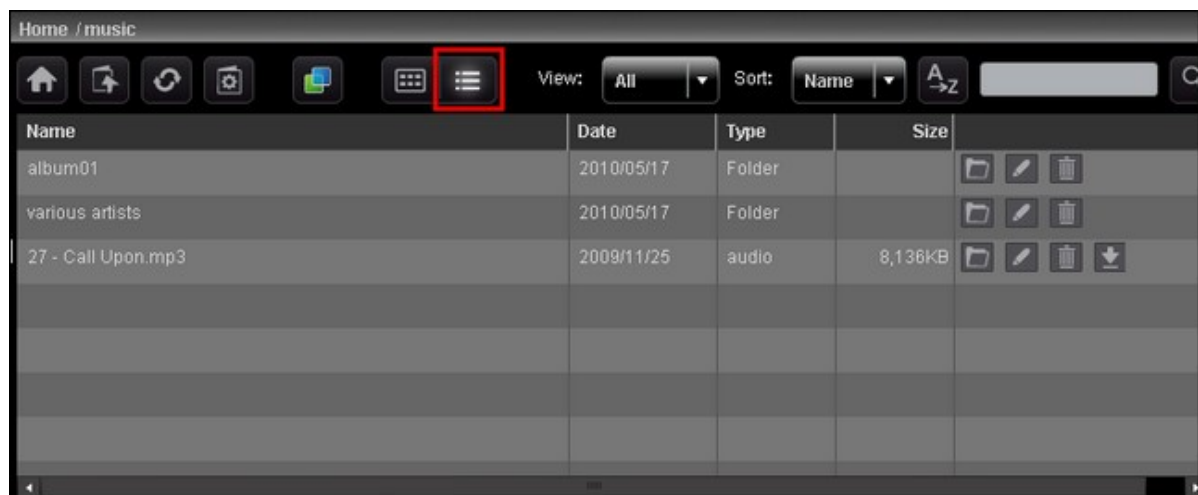 Home / music
View: All Sort: Name A→Z
Name Date Type Size
album01 2010/05/17 Folder
various artists 2010/05/17 Folder
27 - Call Upon.mp3 2009/11/25 audio 8,136KB